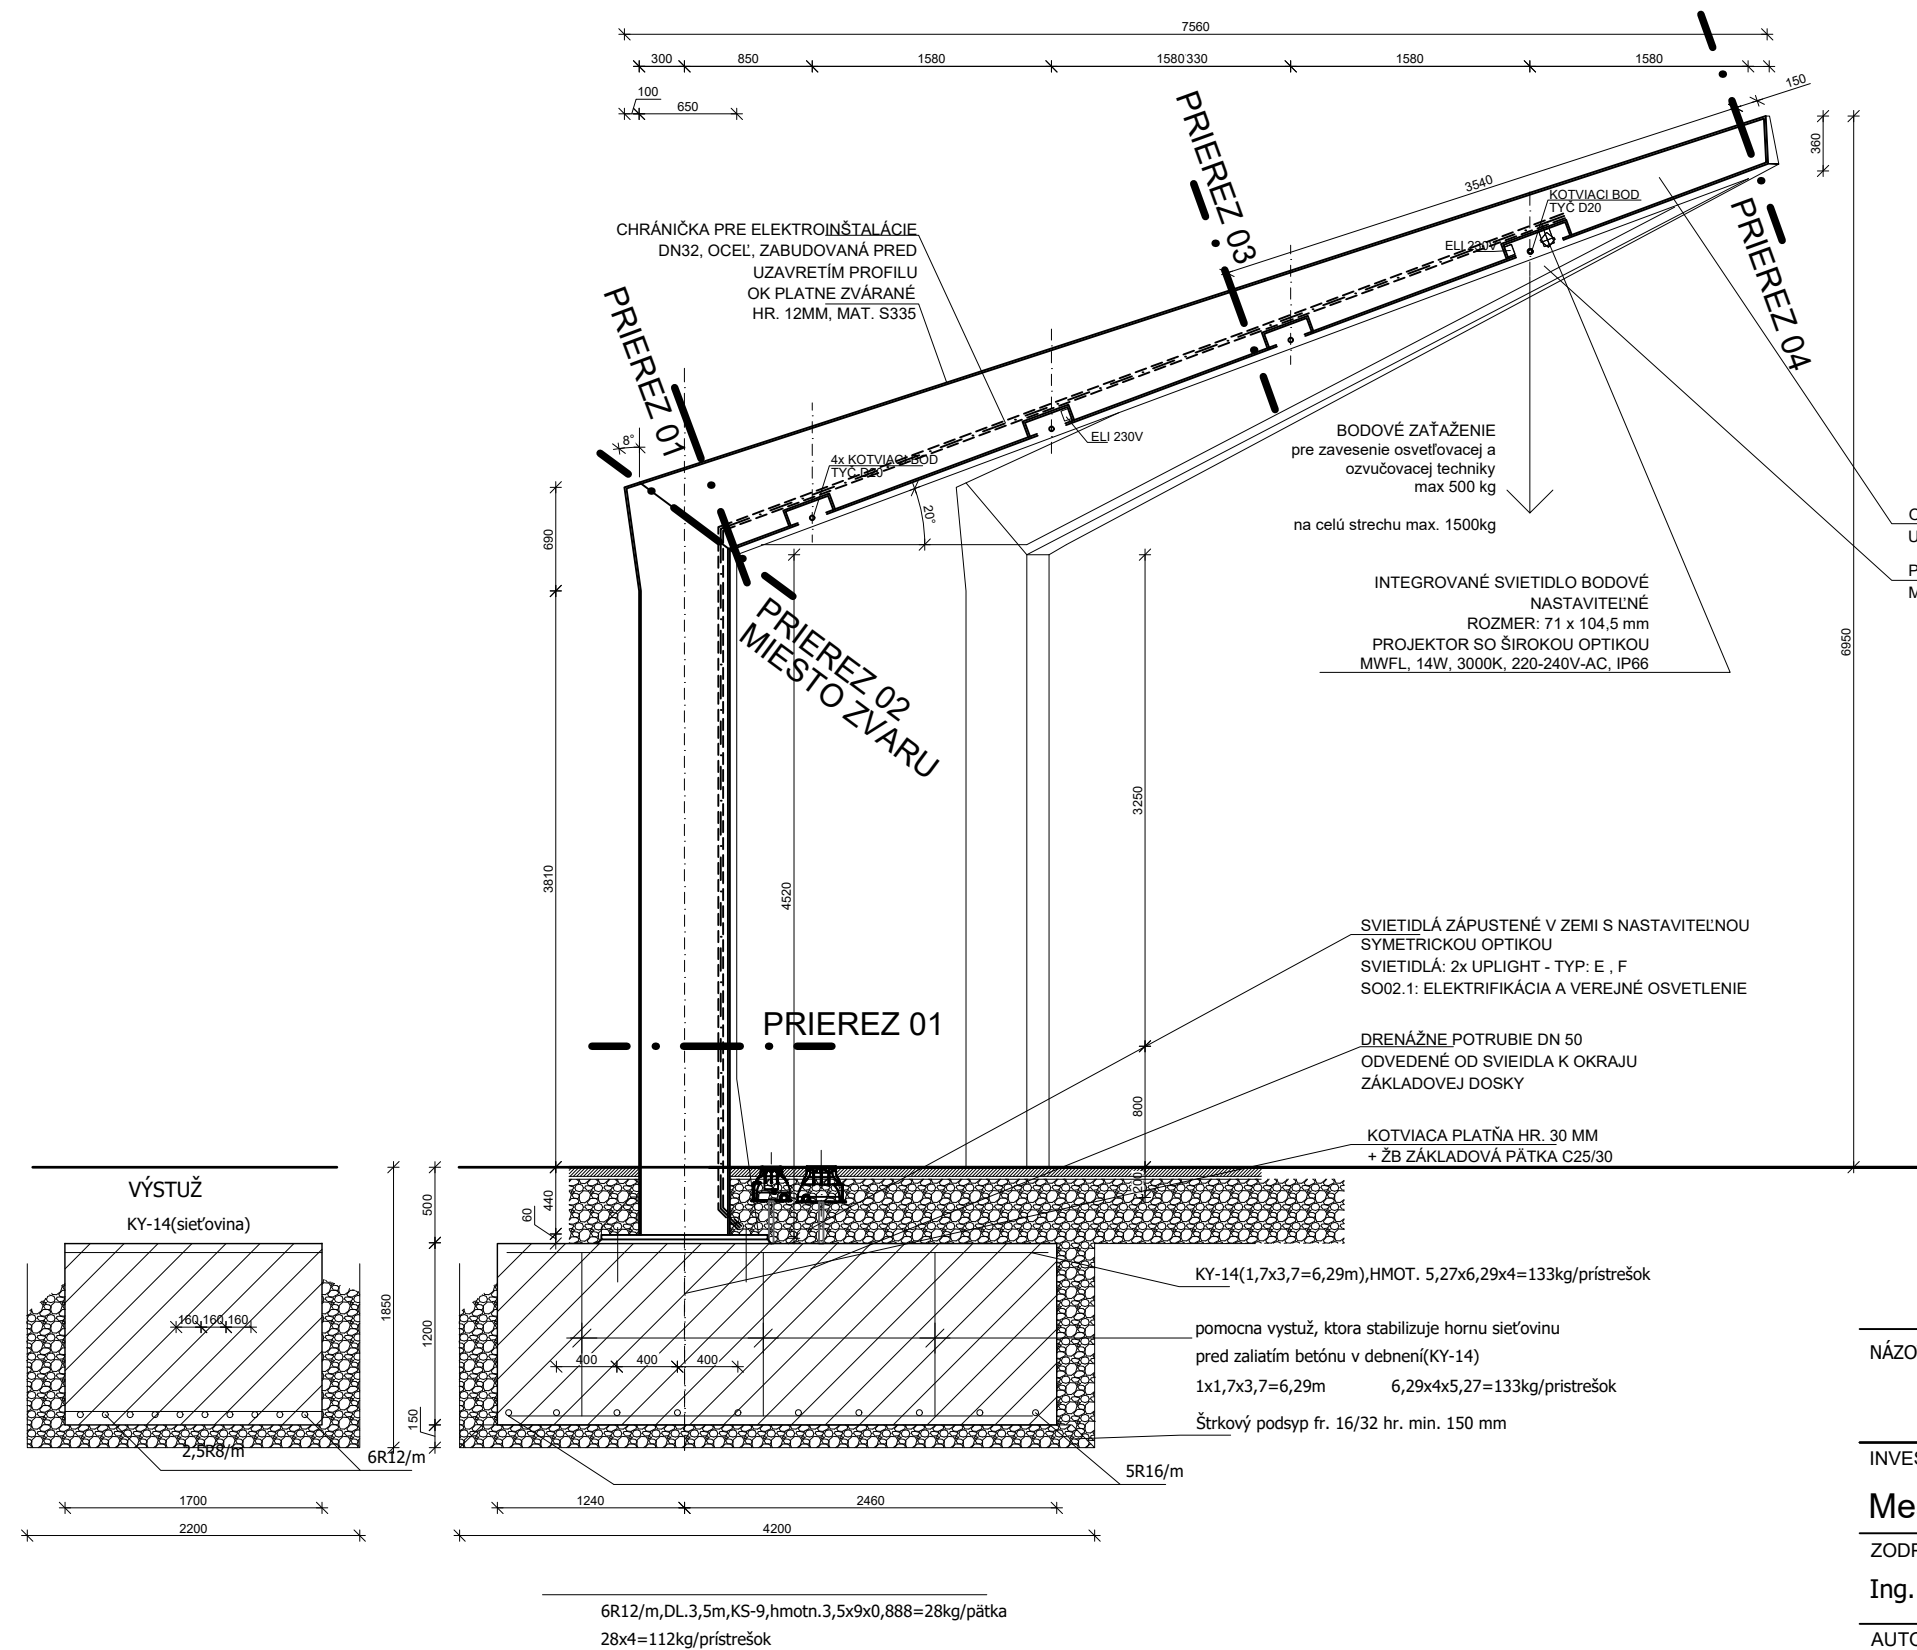 7560
300
850
1580
1580
330
1580
1580
100
650
150
360
3540
PRIEREZ 03
PRIEREZ 04
KOTVIACI BOD
TYČ D20
ELI 230V
CHRÁNIČKA PRE ELEKTROINŠTALÁCIE
DN32, OCEĽ, ZABUDOVANÁ PRED
UZAVRETÍM PROFILU
OK PLATNE ZVÁRANÉ
HR. 12MM, MAT. S335
PRIEREZ 01
8°
4x KOTVIACI BOD
TYČ D20
ELI 230V
20°
BODOVÉ ZAŤAŽENIE
pre zavesenie osvetľovacej a
ozvučovacej techniky
max 500 kg
na celú strechu max. 1500kg
INTEGROVANÉ SVIETIDLO BODOVÉ
NASTAVITEĽNÉ
ROZMER: 71 x 104,5 mm
PROJEKTOR SO ŠIROKOU OPTIKOU
MWFL, 14W, 3000K, 220-240V-AC, IP66
690
3810
4520
3250
800
200
6950
PRIEREZ 02
MIESTO ZVARU
PRIEREZ 01
SVIETIDLÁ ZÁPUSTENÉ V ZEMI S NASTAVITEĽNOU
SYMETRICKOU OPTIKOU
SVIETIDLÁ: 2x UPLIGHT - TYP: E , F
SO02.1: ELEKTRIFIKÁCIA A VEREJNÉ OSVETLENIE
DRENÁŽNE POTRUBIE DN 50
ODVEDENÉ OD SVIEIDLA K OKRAJU
ZÁKLADOVEJ DOSKY
KOTVIACA PLATŇA HR. 30 MM
+ ŽB ZÁKLADOVÁ PÄTKA C25/30
VÝSTUŽ
KY-14(sieťovina)
160 160 160
1850
500
1200
150
60
440
400
400
400
KY-14(1,7x3,7=6,29m),HMOT. 5,27x6,29x4=133kg/prístrešok
pomocna vystuž, ktora stabilizuje hornu sieťovinu
pred zaliatím betónu v debnení(KY-14)
1x1,7x3,7=6,29m 6,29x4x5,27=133kg/pristrešok
Štrkový podsyp fr. 16/32 hr. min. 150 mm
2,5R8/m
6R12/m
5R16/m
1700
2200
1240
2460
4200
6R12/m,DL.3,5m,KS-9,hmotn.3,5x9x0,888=28kg/pätka
28x4=112kg/prístrešok
NÁZO
INVES
Me
ZODP
Ing.
AUTO